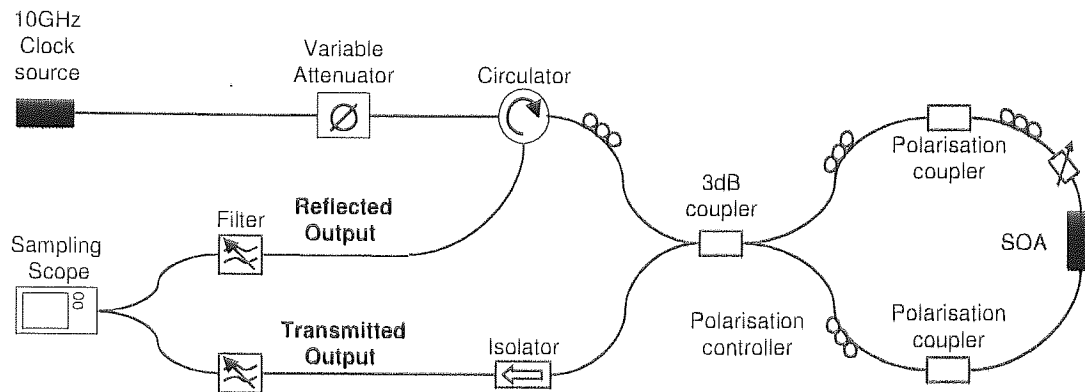 10GHz
Clock
source
Variable
Attenuator
Circulator
Polarisation
coupler
3dB
coupler
SOA
Reflected
Output
Filter
Sampling
Scope
Transmitted
Output
Isolator
Polarisation
controller
Polarisation
coupler